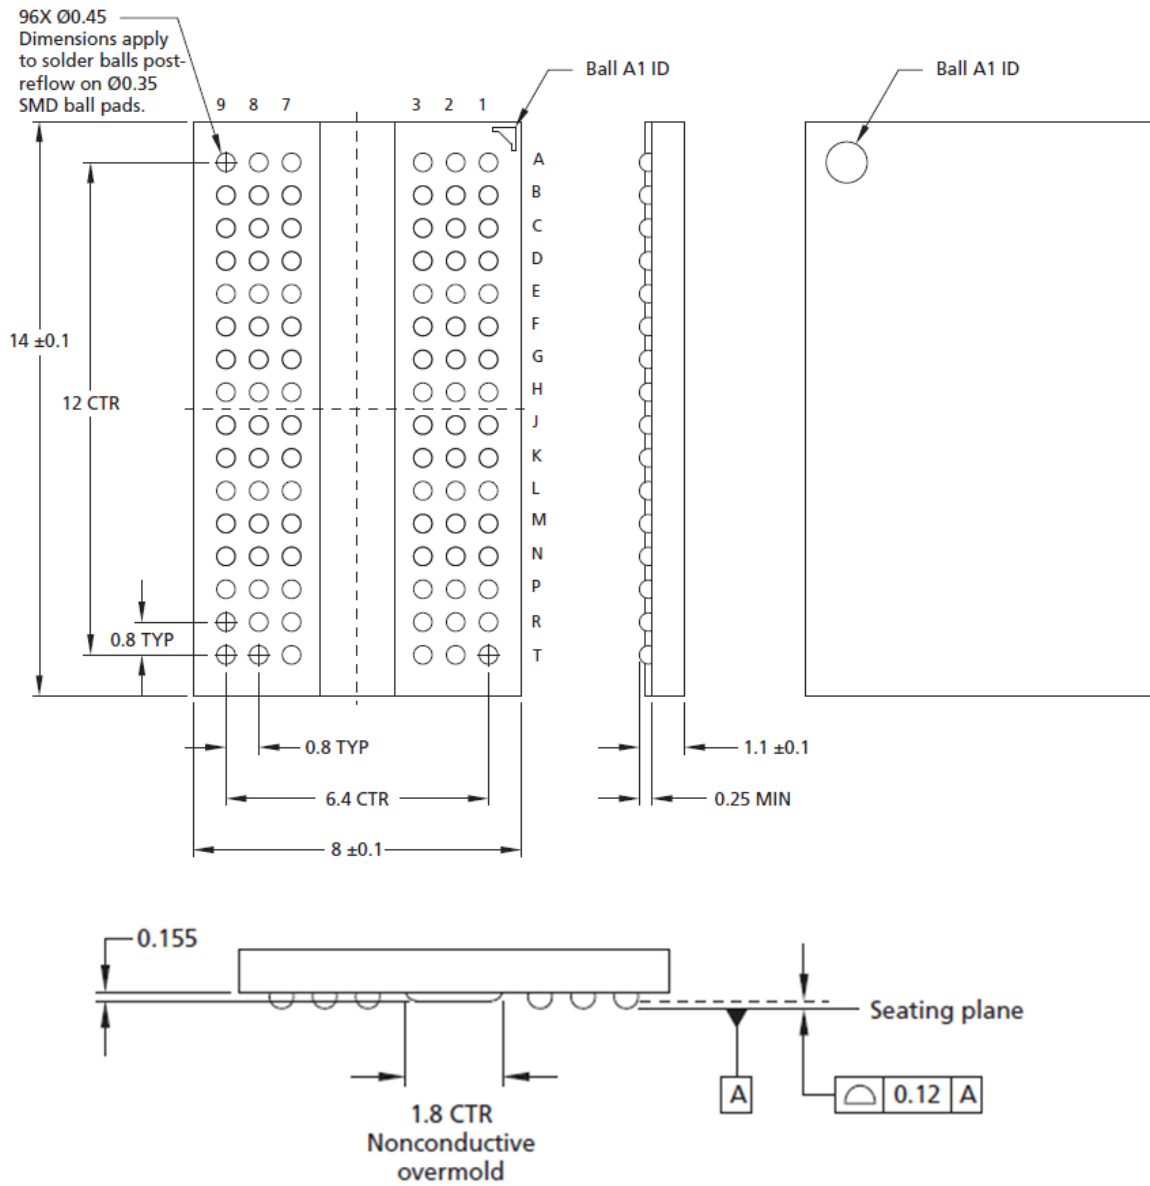 96X Ø0.45
Dimensions apply
to solder balls post-
reflow on Ø0.35
SMD ball pads.
Ball A1 ID
Ball A1 ID
9 8 7 3 2 1
A
B
C
D
E
F
G
H
J
K
L
M
N
P
R
T
14 ±0.1
12 CTR
0.8 TYP
0.8 TYP
1.1 ±0.1
6.4 CTR
0.25 MIN
8 ±0.1
0.155
Seating plane
A
0.12 A
1.8 CTR
Nonconductive
overmold